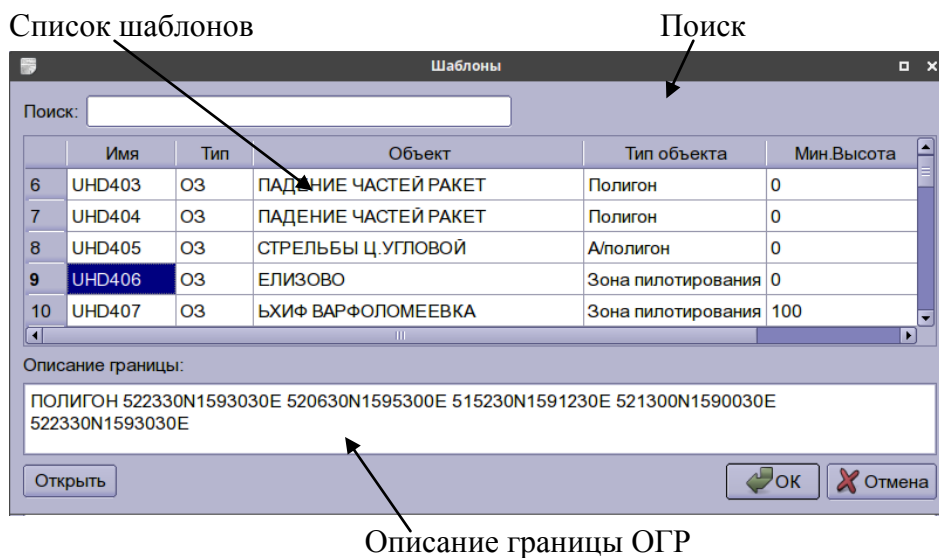 Список шаблонов Поиск
Шаблоны
Поиск:
Имя Тип Объект Тип объекта Мин.Высота
6 UHD403 ОЗ ПАДЕНИЕ ЧАСТЕЙ РАКЕТ Полигон 0
7 UHD404 ОЗ ПАДЕНИЕ ЧАСТЕЙ РАКЕТ Полигон 0
8 UHD405 ОЗ СТРЕЛЬБЫ Ц.УГЛОВОЙ А/полигон 0
9 UHD406 ОЗ ЕЛИЗОВО Зона пилотирования 0
10 UHD407 ОЗ ЬХИФ ВАРФОЛОМЕЕВКА Зона пилотирования 100
Описание границы:
ПОЛИГОН 522330N1593030E 520630N1595300E 515230N1591230E 521300N1590030E
522330N1593030E
Открыть ОК Отмена
Описание границы ОГР